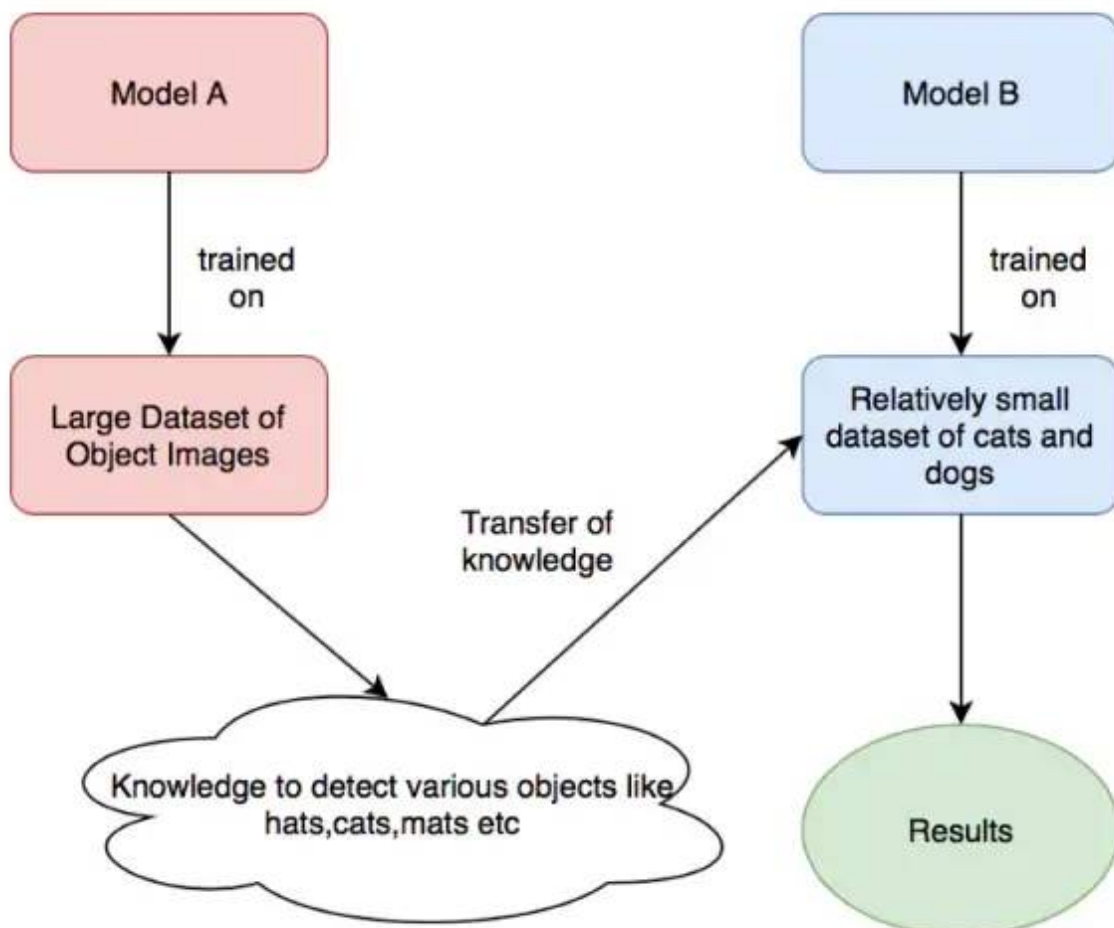 Model A
Model B
trained
on
trained
on
Large Dataset of
Object Images
Relatively small
dataset of cats and
dogs
Transfer of
knowledge
Knowledge to detect various objects like
hats,cats,mats etc
Results